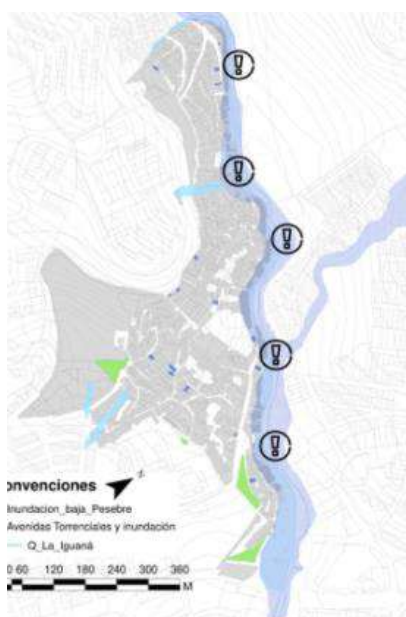 onvenciones
Inundacion_baja_Pesebre
Avenidas Torrenciales y inundación
Q_La_Iguaná
0 60 120 180 240 300 360
M